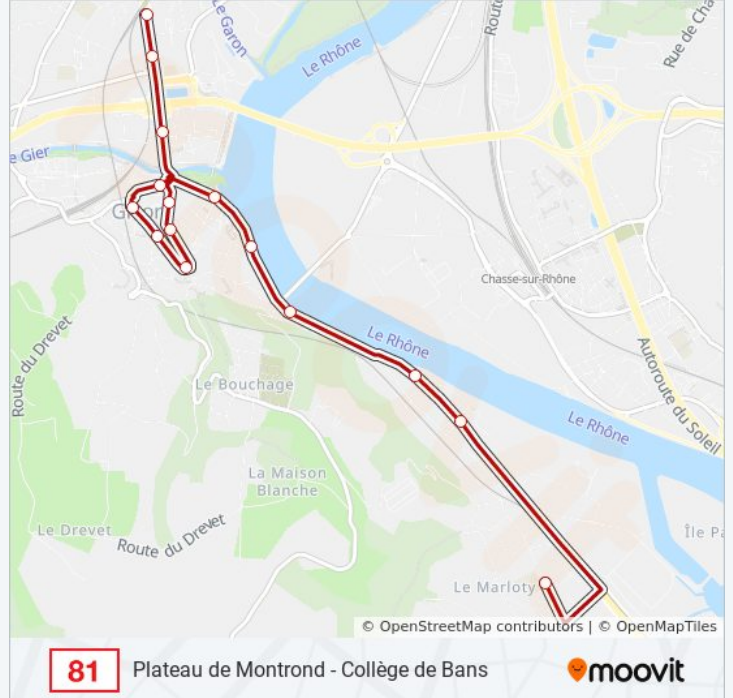 Le Garon
Route
Rue de Cha
Le Rhône
e Gier
Chasse-sur-Rhône
Route du Drevet
Le Rhône
Autoroute du Soleil
Le Bouchage
Le Rhône
La Maison
Blanche
Le Drevet
Route du Drevet
Île Pa
Le Marloty
© OpenStreetMap contributors | © OpenMapTiles
81
Plateau de Montrond - Collège de Bans
moovit